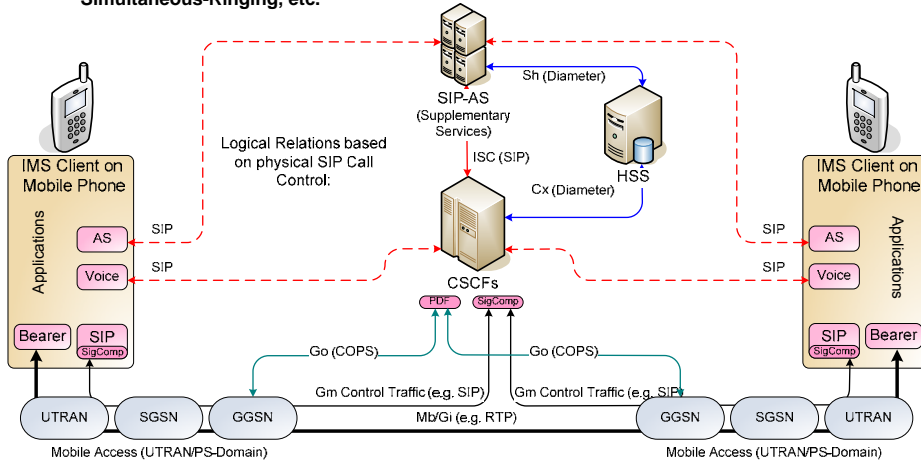 Simultaneous-Ringing, etc.
Sh (Diameter)
SIP-AS
(Supplementary
Services)
Logical Relations based
on physical SIP Call
Control:
ISC (SIP)
HSS
Cx (Diameter)
IMS Client on
Mobile Phone
Applications
AS
Voice
Bearer
SIP
SigComp
SIP
SIP
CSCFs
PDF
SigComp
SIP
SIP
IMS Client on
Mobile Phone
Applications
AS
Voice
SIP
SigComp
Bearer
Go (COPS)
Go (COPS)
Gm Control Traffic (e.g. SIP)
Gm Control Traffic (e.g. SIP)
Mb/Gi (e.g. RTP)
UTRAN
SGSN
GGSN
GGSN
SGSN
UTRAN
Mobile Access (UTRAN/PS-Domain)
Mobile Access (UTRAN/PS-Domain)